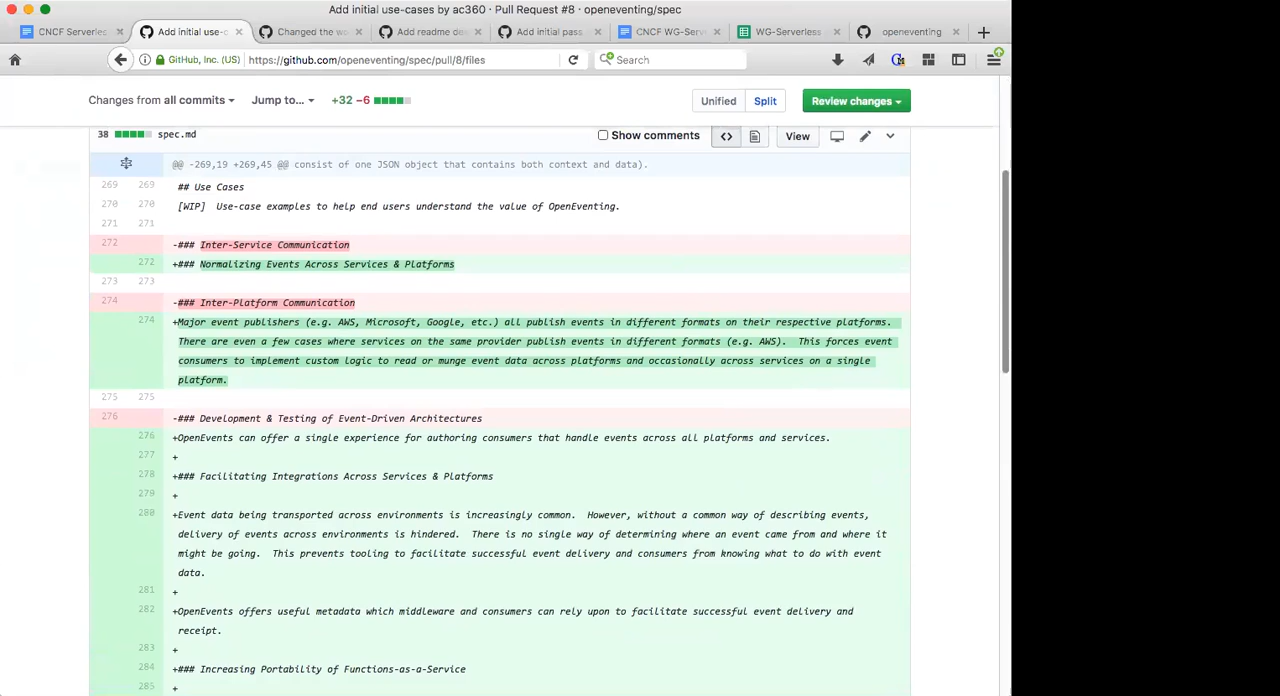 Add initial use-cases by ac360 · Pull Request #8 · openeventing/spec
CNCF Serverles × Add initial use-c × Changed the wo × Add readme de × Add initial pass × CNCF WG-Serv × WG-Serverless × openeventing × +
GitHub, Inc. (US) https://github.com/openeventing/spec/pull/8/files Search
Changes from all commits Jump to... +32 −6 Unified Split Review changes
38 spec.md Show comments <> View
@@ -269,19 +269,45 @@ consist of one JSON object that contains both context and data).
269 269 ## Use Cases
270 270 [WIP] Use-case examples to help end users understand the value of OpenEventing.
271 271
272 -### Inter-Service Communication
272 +### Normalizing Events Across Services & Platforms
273 273
274 -### Inter-Platform Communication
274 +Major event publishers (e.g. AWS, Microsoft, Google, etc.) all publish events in different formats on their respective platforms.
There are even a few cases where services on the same provider publish events in different formats (e.g. AWS). This forces event
consumers to implement custom logic to read or munge event data across platforms and occasionally across services on a single
platform.
275 275
276 -### Development & Testing of Event-Driven Architectures
276 +OpenEvents can offer a single experience for authoring consumers that handle events across all platforms and services.
277 +
278 +### Facilitating Integrations Across Services & Platforms
279 +
280 +Event data being transported across environments is increasingly common. However, without a common way of describing events,
delivery of events across environments is hindered. There is no single way of determining where an event came from and where it
might be going. This prevents tooling to facilitate successful event delivery and consumers from knowing what to do with event
data.
281 +
282 +OpenEvents offers useful metadata which middleware and consumers can rely upon to facilitate successful event delivery and
receipt.
283 +
284 +### Increasing Portability of Functions-as-a-Service
285 +